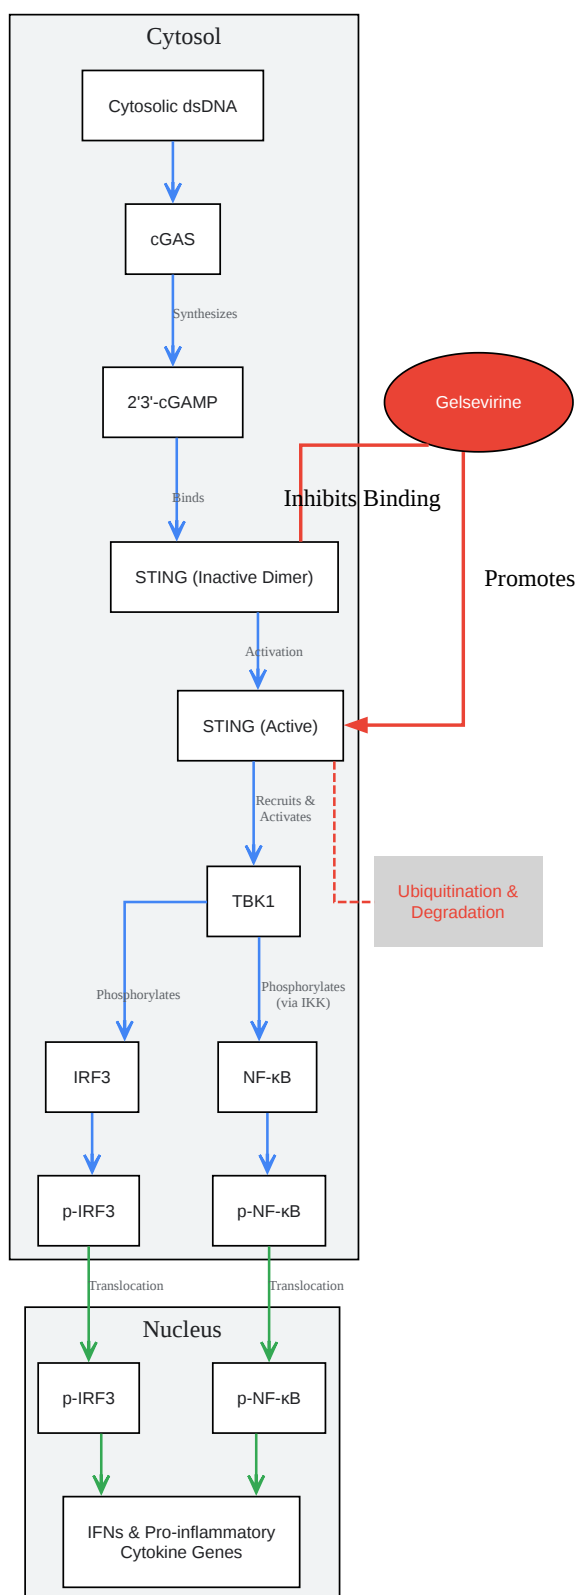 Cytosol
Cytosolic dsDNA
cGAS
Synthesizes
2'3'-cGAMP
Gelsevirine
Binds
Inhibits Binding
STING (Inactive Dimer)
Promotes
Activation
STING (Active)
Recruits &
Activates
TBK1
Ubiquitination &
Degradation
Phosphorylates
Phosphorylates
(via IKK)
IRF3
NF-κB
p-IRF3
p-NF-κB
Translocation
Translocation
Nucleus
p-IRF3
p-NF-κB
IFNs & Pro-inflammatory
Cytokine Genes